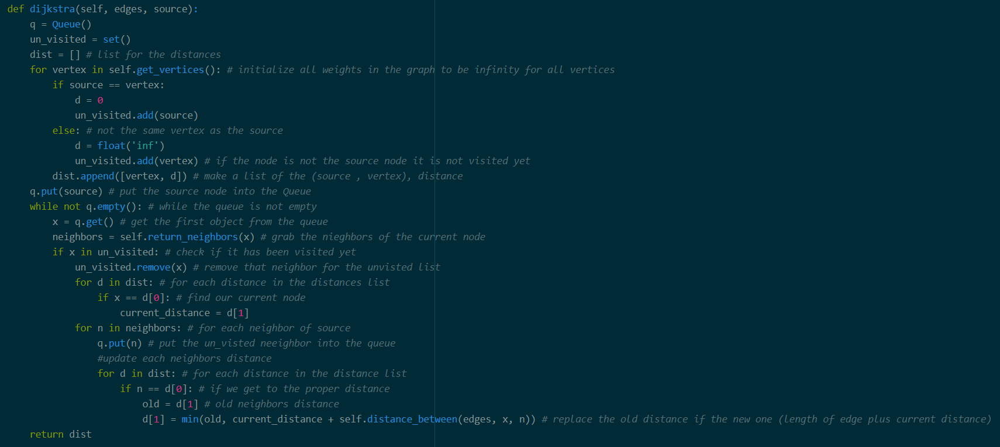 def dijkstra(self, edges, source):
    q = Queue()
    un_visited = set()
    dist = [] # list for the distances
    for vertex in self.get_vertices(): # initialize all weights in the graph to be infinity for all vertices
        if source == vertex:
            d = 0
            un_visited.add(source)
        else: # not the same vertex as the source
            d = float('inf')
            un_visited.add(vertex) # if the node is not the source node it is not visited yet
        dist.append([vertex, d]) # make a list of the (source , vertex), distance
    q.put(source) # put the source node into the Queue
    while not q.empty(): # while the queue is not empty
        x = q.get() # get the first object from the queue
        neighbors = self.return_neighbors(x) # grab the nieghbors of the current node
        if x in un_visited: # check if it has been visited yet
            un_visited.remove(x) # remove that neighbor for the unvisted list
            for d in dist: # for each distance in the distances list
                if x == d[0]: # find our current node
                    current_distance = d[1]
            for n in neighbors: # for each neighbor of source
                q.put(n) # put the un_visted neeighbor into the queue
                #update each neighbors distance
                for d in dist: # for each distance in the distance list
                    if n == d[0]: # if we get to the proper distance
                        old = d[1] # old neighbors distance
                        d[1] = min(old, current_distance + self.distance_between(edges, x, n)) # replace the old distance if the new one (length of edge plus current distance)
    return dist